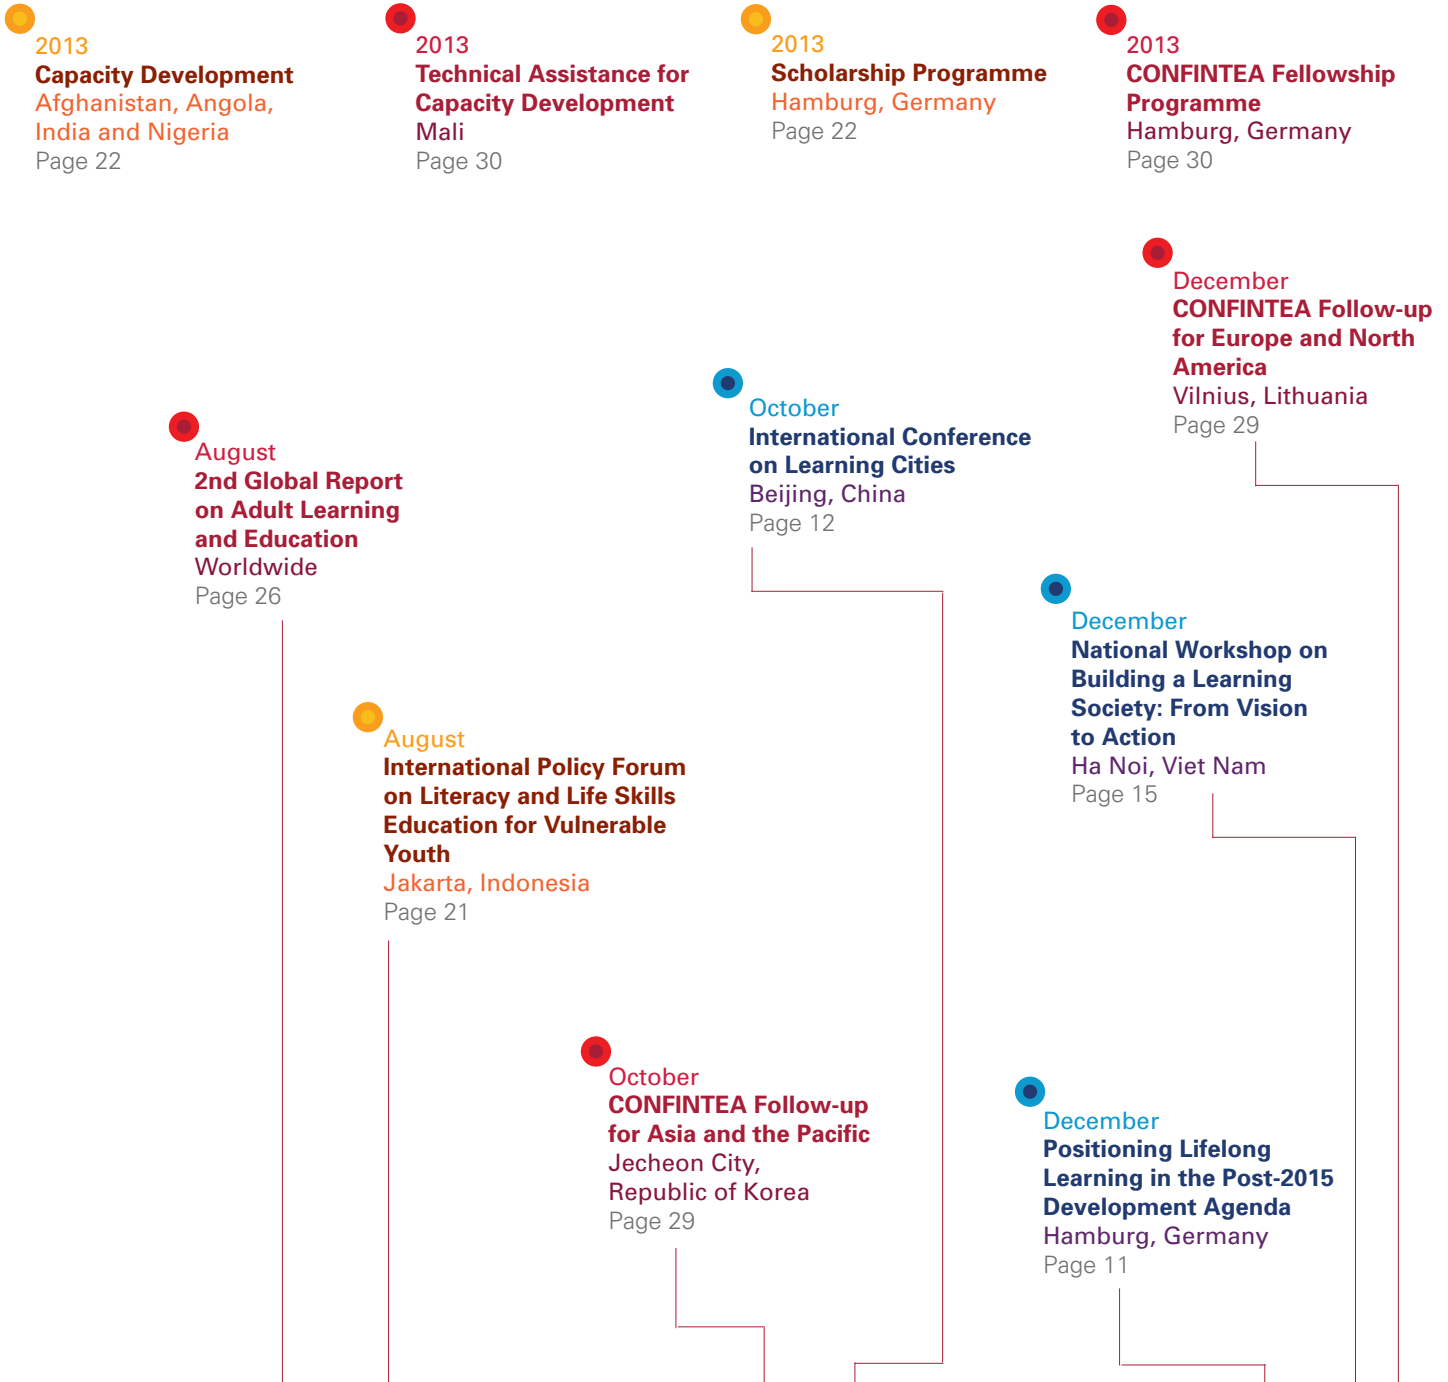 2013
Capacity Development
Afghanistan, Angola,
India and Nigeria
Page 22
2013
Technical Assistance for
Capacity Development
Mali
Page 30
2013
Scholarship Programme
Hamburg, Germany
Page 22
2013
CONFINTEA Fellowship
Programme
Hamburg, Germany
Page 30
December
CONFINTEA Follow-up
for Europe and North
America
Vilnius, Lithuania
Page 29
October
International Conference
on Learning Cities
Beijing, China
Page 12
August
2nd Global Report
on Adult Learning
and Education
Worldwide
Page 26
December
National Workshop on
Building a Learning
Society: From Vision
to Action
Ha Noi, Viet Nam
Page 15
August
International Policy Forum
on Literacy and Life Skills
Education for Vulnerable
Youth
Jakarta, Indonesia
Page 21
October
CONFINTEA Follow-up
for Asia and the Pacific
Jecheon City,
Republic of Korea
Page 29
December
Positioning Lifelong
Learning in the Post-2015
Development Agenda
Hamburg, Germany
Page 11